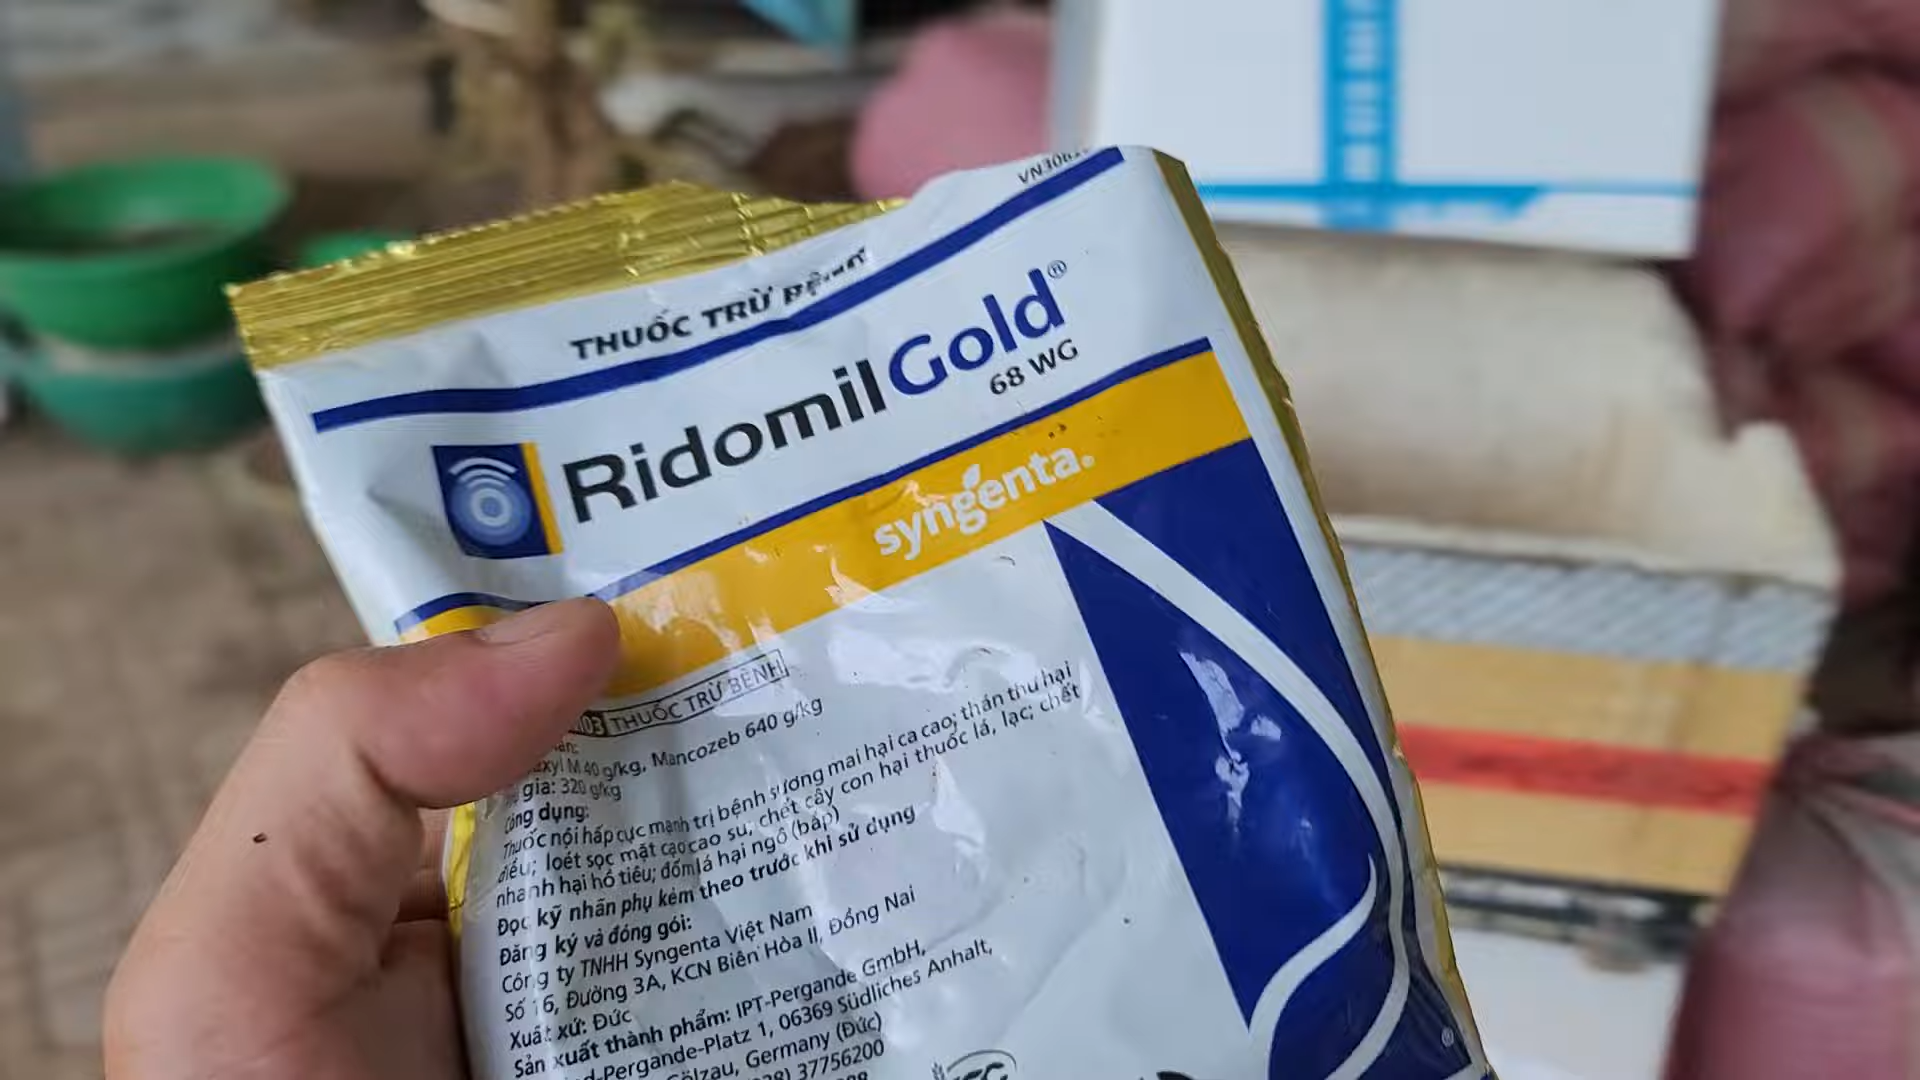 THUỐC TRỪ
RidomilGold®
68 WG
syngenta.
THUỐC TRỪ BỆNH
M 40 g/kg, Mancozeb 640 g/kg
gia: 320 g/kg
Công dụng:
Thuốc nội hấp cực mạnh trị bệnh sương mai hại ca cao; thán thư hại
điều; loét sọc mặt cạo cao su; chết cây con hại thuốc lá, lạc; chết
nhanh hại hồ tiêu; đốm lá hại ngô (bắp)
Đọc kỹ nhãn phụ kèm theo trước khi sử dụng
Đăng ký và đóng gói:
Công ty TNHH Syngenta Việt Nam
Số 16, Đường 3A, KCN Biên Hòa II, Đồng Nai
Xuất xứ: Đức
Sản xuất thành phẩm: IPT-Pergande GmbH,
-Pergande-Platz 1, 06369 Südliches Anhalt,
Germany (Đức)
37756200